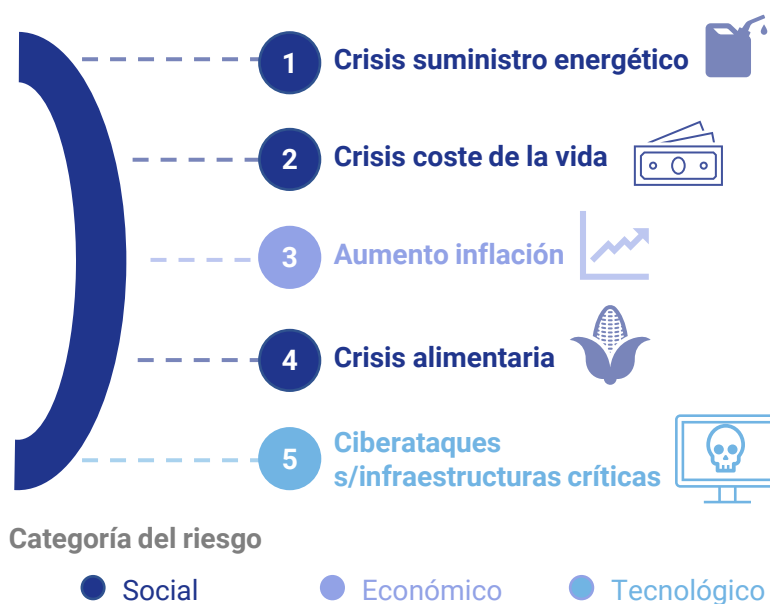 1 Crisis suministro energético
2 Crisis coste de la vida
3 Aumento inflación
4 Crisis alimentaria
5 Ciberataques
s/infraestructuras críticas
Categoría del riesgo
Social Económico Tecnológico